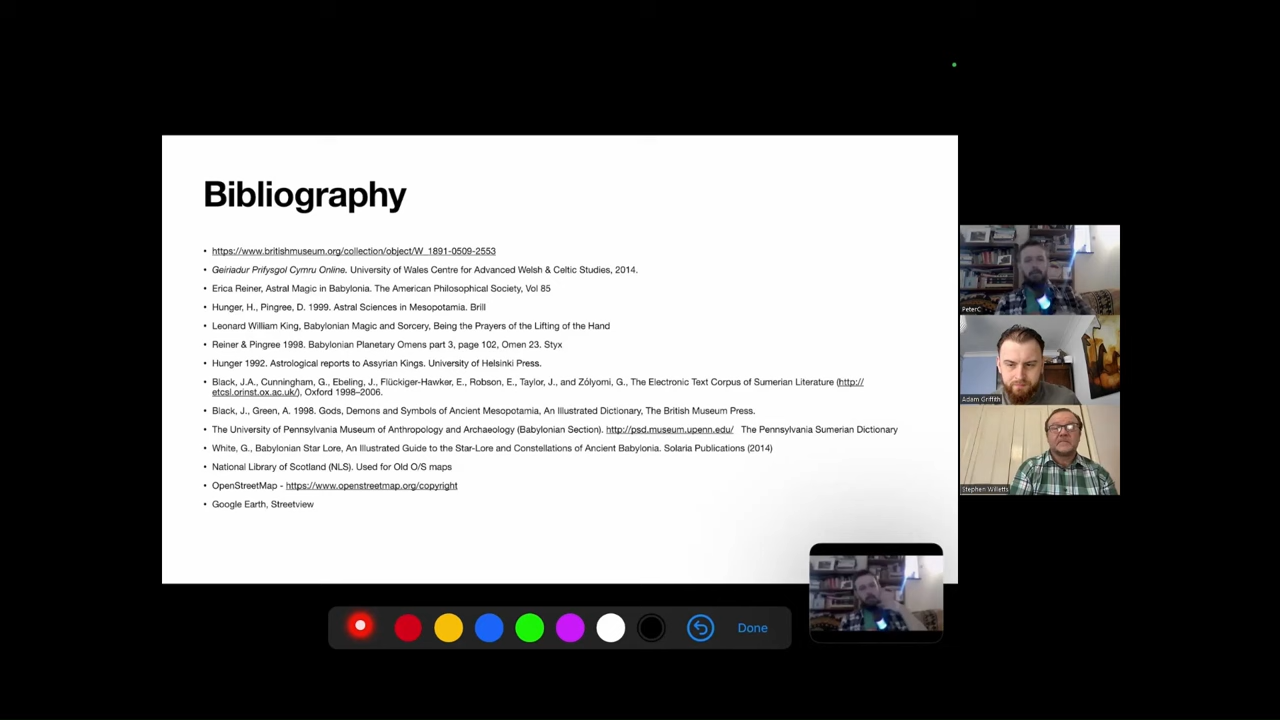 Bibliography
• https://www.britishmuseum.org/collection/object/W_1891-0509-2553
• Geiriadur Prifysgol Cymru Online. University of Wales Centre for Advanced Welsh & Celtic Studies, 2014.
• Erica Reiner, Astral Magic in Babylonia. The American Philosophical Society, Vol 85
• Hunger, H., Pingree, D. 1999. Astral Sciences in Mesopotamia. Brill
• Leonard William King, Babylonian Magic and Sorcery, Being the Prayers of the Lifting of the Hand
• Reiner & Pingree 1998. Babylonian Planetary Omens part 3, page 102, Omen 23. Styx
• Hunger 1992. Astrological reports to Assyrian Kings. University of Helsinki Press.
• Black, J.A., Cunningham, G., Ebeling, J., Flückiger-Hawker, E., Robson, E., Taylor, J., and Zólyomi, G., The Electronic Text Corpus of Sumerian Literature (http://
etcsl.orinst.ox.ac.uk/), Oxford 1998–2006.
• Black, J., Green, A. 1998. Gods, Demons and Symbols of Ancient Mesopotamia, An Illustrated Dictionary, The British Museum Press.
• The University of Pennsylvania Museum of Anthropology and Archaeology (Babylonian Section). http://psd.museum.upenn.edu/ The Pennsylvania Sumerian Dictionary
• White, G., Babylonian Star Lore, An Illustrated Guide to the Star-Lore and Constellations of Ancient Babylonia. Solaria Publications (2014)
• National Library of Scotland (NLS). Used for Old O/S maps
• OpenStreetMap - https://www.openstreetmap.org/copyright
• Google Earth, Streetview
PeterC
Adam Griffith
Stephen Willetts
Done